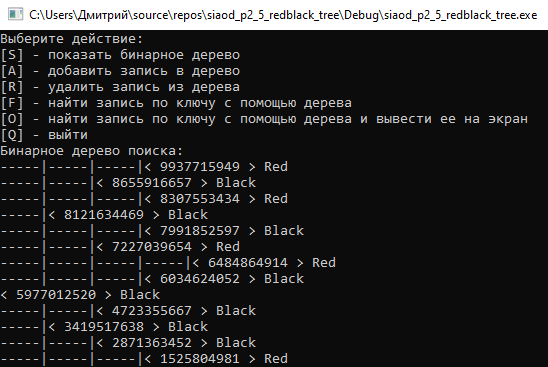 C:\Users\Дмитрий\source\repos\siaod_p2_5_redblack_tree\Debug\siaod_p2_5_redblack_tree.exe
Выберите действие:
[S] - показать бинарное дерево
[A] - добавить запись в дерево
[R] - удалить запись из дерева
[F] - найти запись по ключу с помощью дерева
[O] - найти запись по ключу с помощью дерева и вывести ее на экран
[Q] - выйти
Бинарное дерево поиска:
-----|-----|-----|< 9937715949 > Red
-----|-----|< 8655916657 > Black
-----|-----|-----|< 8307553434 > Red
-----|< 8121634469 > Black
-----|-----|-----|< 7991852597 > Black
-----|-----|< 7227039654 > Red
-----|-----|-----|-----|< 6484864914 > Red
-----|-----|-----|< 6034624052 > Black
< 5977012520 > Black
-----|-----|< 4723355667 > Black
-----|< 3419517638 > Black
-----|-----|< 2871363452 > Black
-----|-----|-----|< 1525804981 > Red